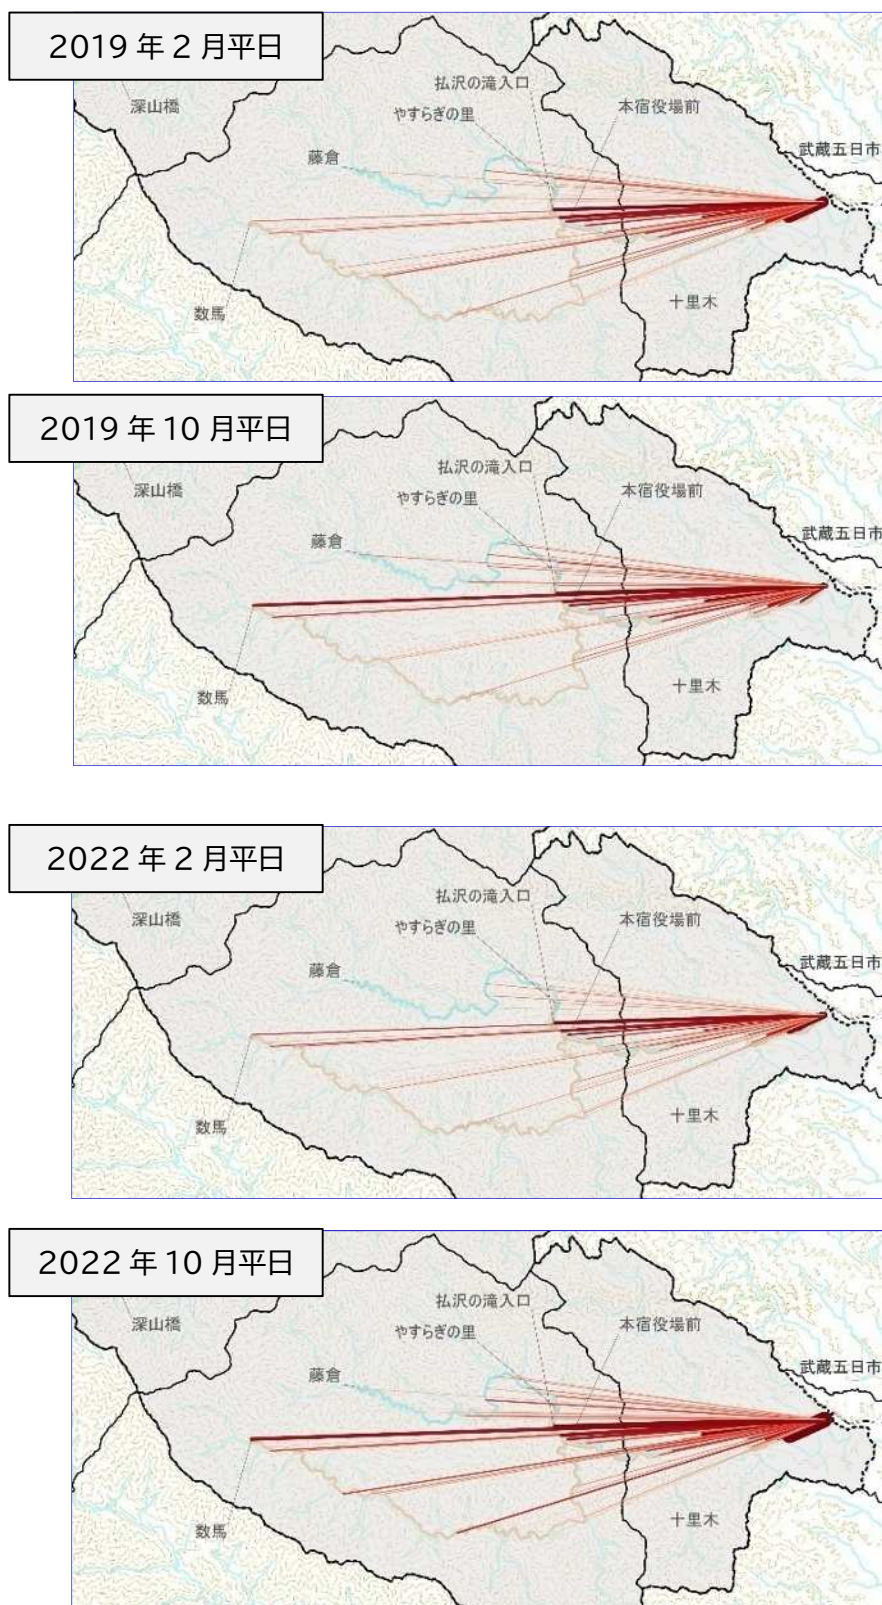 2019年2月平日
払沢の滝入口
深山橋
やすらぎの里
本宿役場前
藤倉
武蔵五日市
数馬
十里木
2019年10月平日
払沢の滝入口
深山橋
やすらぎの里
本宿役場前
藤倉
武蔵五日市
数馬
十里木
2022年2月平日
払沢の滝入口
深山橋
やすらぎの里
本宿役場前
藤倉
武蔵五日市
数馬
十里木
2022年10月平日
払沢の滝入口
深山橋
やすらぎの里
本宿役場前
藤倉
武蔵五日市
数馬
十里木